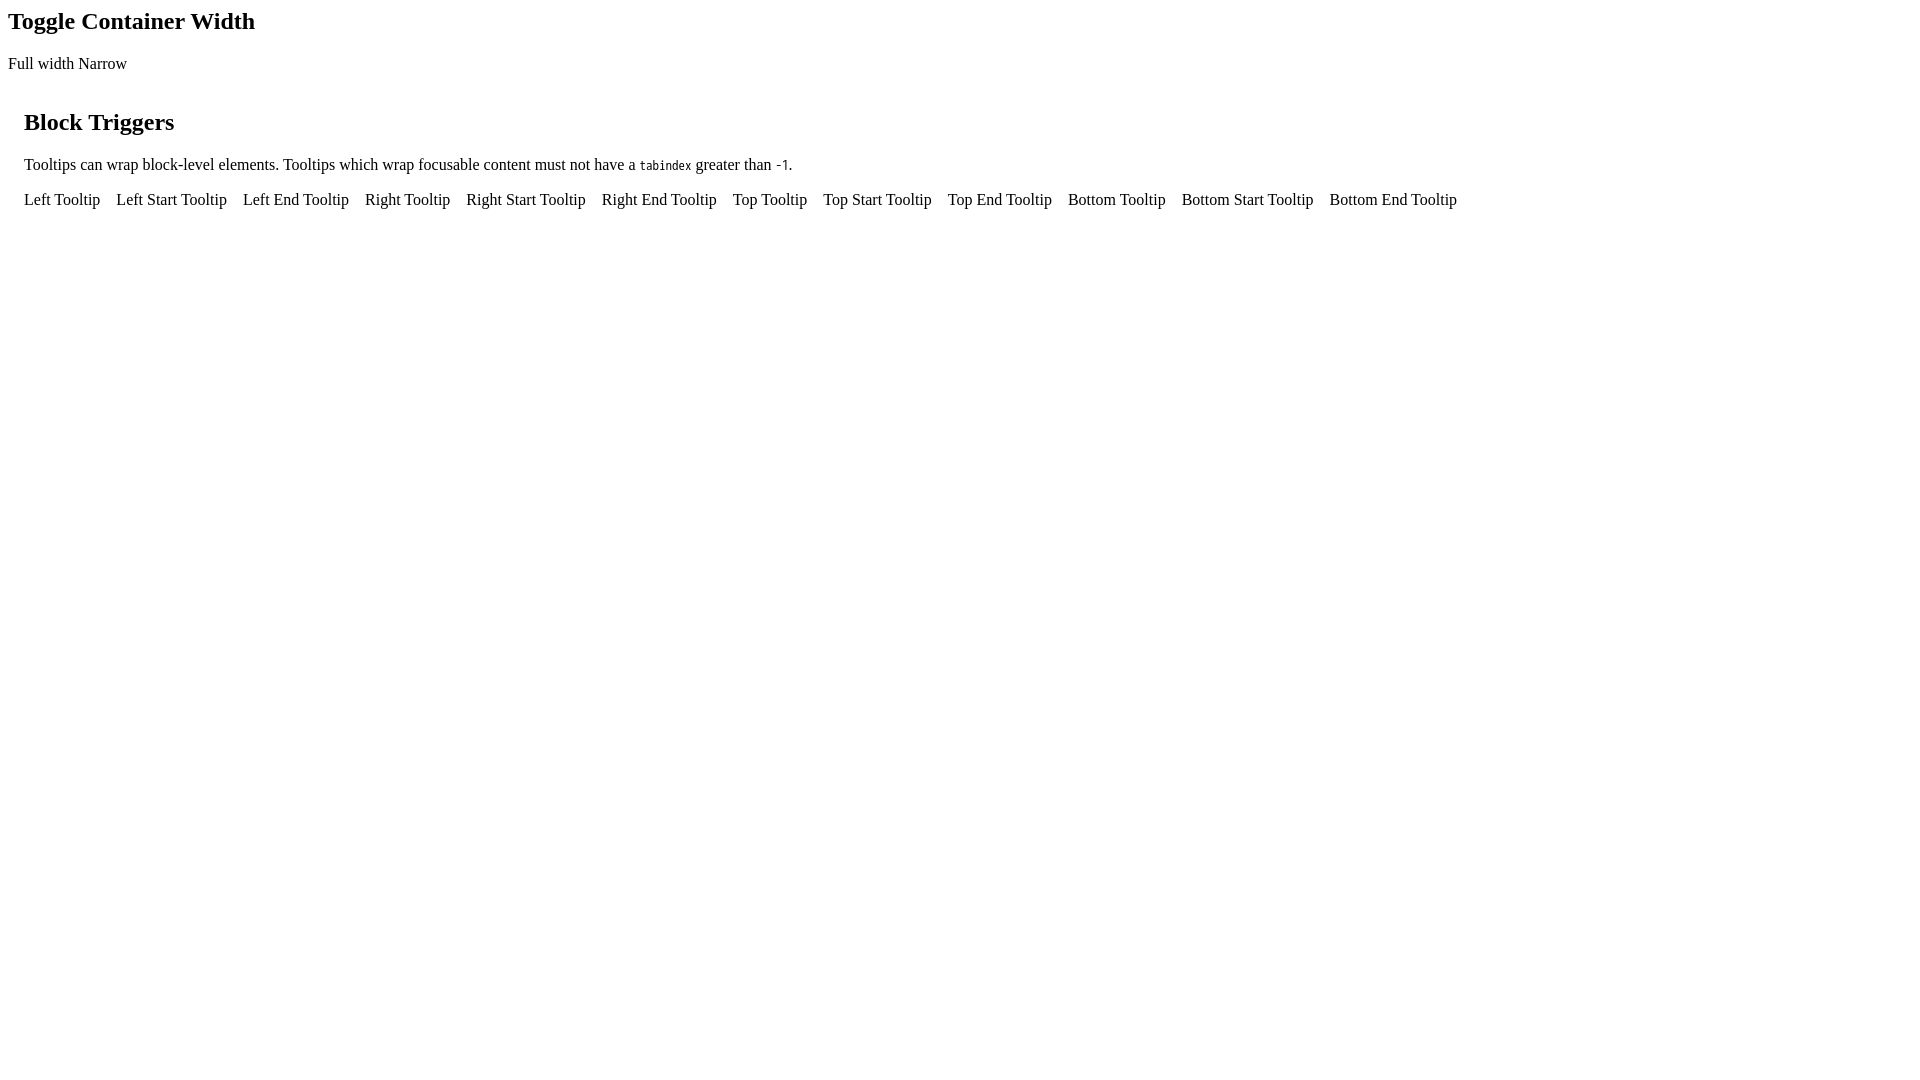 Toggle Container Width
Full width Narrow
Block Triggers
Tooltips can wrap block-level elements. Tooltips which wrap focusable content must not have a tabindex greater than -1.
Left Tooltip Left Start Tooltip Left End Tooltip Right Tooltip Right Start Tooltip Right End Tooltip Top Tooltip Top Start Tooltip Top End Tooltip Bottom Tooltip Bottom Start Tooltip Bottom End Tooltip